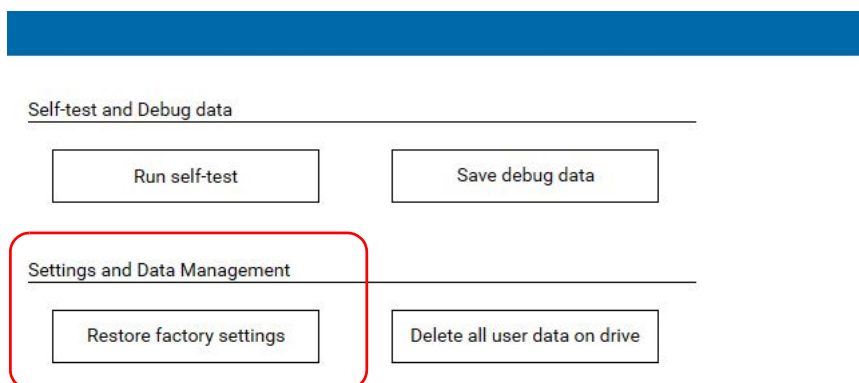 Self-test and Debug data
Run self-test
Save debug data
Settings and Data Management
Restore factory settings
Delete all user data on drive